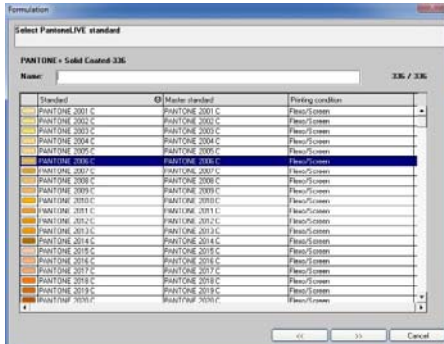 Formulation
Select PantoneLIVE standard
PANTONE+ Solid Coated-336
Name: 336 / 336
Standard Master standard Printing condition
PANTONE 2001 C PANTONE 2001 C Flexo/Screen
PANTONE 2002 C PANTONE 2002 C Flexo/Screen
PANTONE 2003 C PANTONE 2003 C Flexo/Screen
PANTONE 2004 C PANTONE 2004 C Flexo/Screen
PANTONE 2005 C PANTONE 2005 C Flexo/Screen
PANTONE 2006 C PANTONE 2006 C Flexo/Screen
PANTONE 2007 C PANTONE 2007 C Flexo/Screen
PANTONE 2008 C PANTONE 2008 C Flexo/Screen
PANTONE 2009 C PANTONE 2009 C Flexo/Screen
PANTONE 2010 C PANTONE 2010 C Flexo/Screen
PANTONE 2011 C PANTONE 2011 C Flexo/Screen
PANTONE 2012 C PANTONE 2012 C Flexo/Screen
PANTONE 2013 C PANTONE 2013 C Flexo/Screen
PANTONE 2014 C PANTONE 2014 C Flexo/Screen
PANTONE 2015 C PANTONE 2015 C Flexo/Screen
PANTONE 2016 C PANTONE 2016 C Flexo/Screen
PANTONE 2017 C PANTONE 2017 C Flexo/Screen
PANTONE 2018 C PANTONE 2018 C Flexo/Screen
PANTONE 2019 C PANTONE 2019 C Flexo/Screen
PANTONE 2020 C PANTONE 2020 C Flexo/Screen
<< >> Cancel